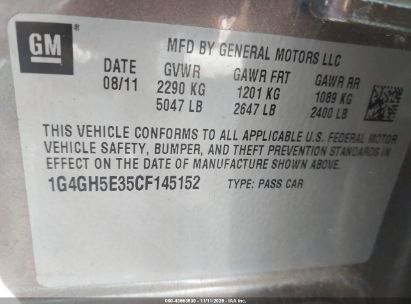 GM
MFD BY GENERAL MOTORS LLC
DATE GVWR GAWR FRT GAWR RR
08/11 2290 KG 1201 KG 1089 KG
5047 LB 2647 LB 2400 LB
THIS VEHICLE CONFORMS TO ALL APPLICABLE U.S. FEDERAL MOTOR
VEHICLE SAFETY, BUMPER, AND THEFT PREVENTION STANDARDS IN
EFFECT ON THE DATE OF MANUFACTURE SHOWN ABOVE.
1G4GH5E35CF145152 TYPE: PASS CAR